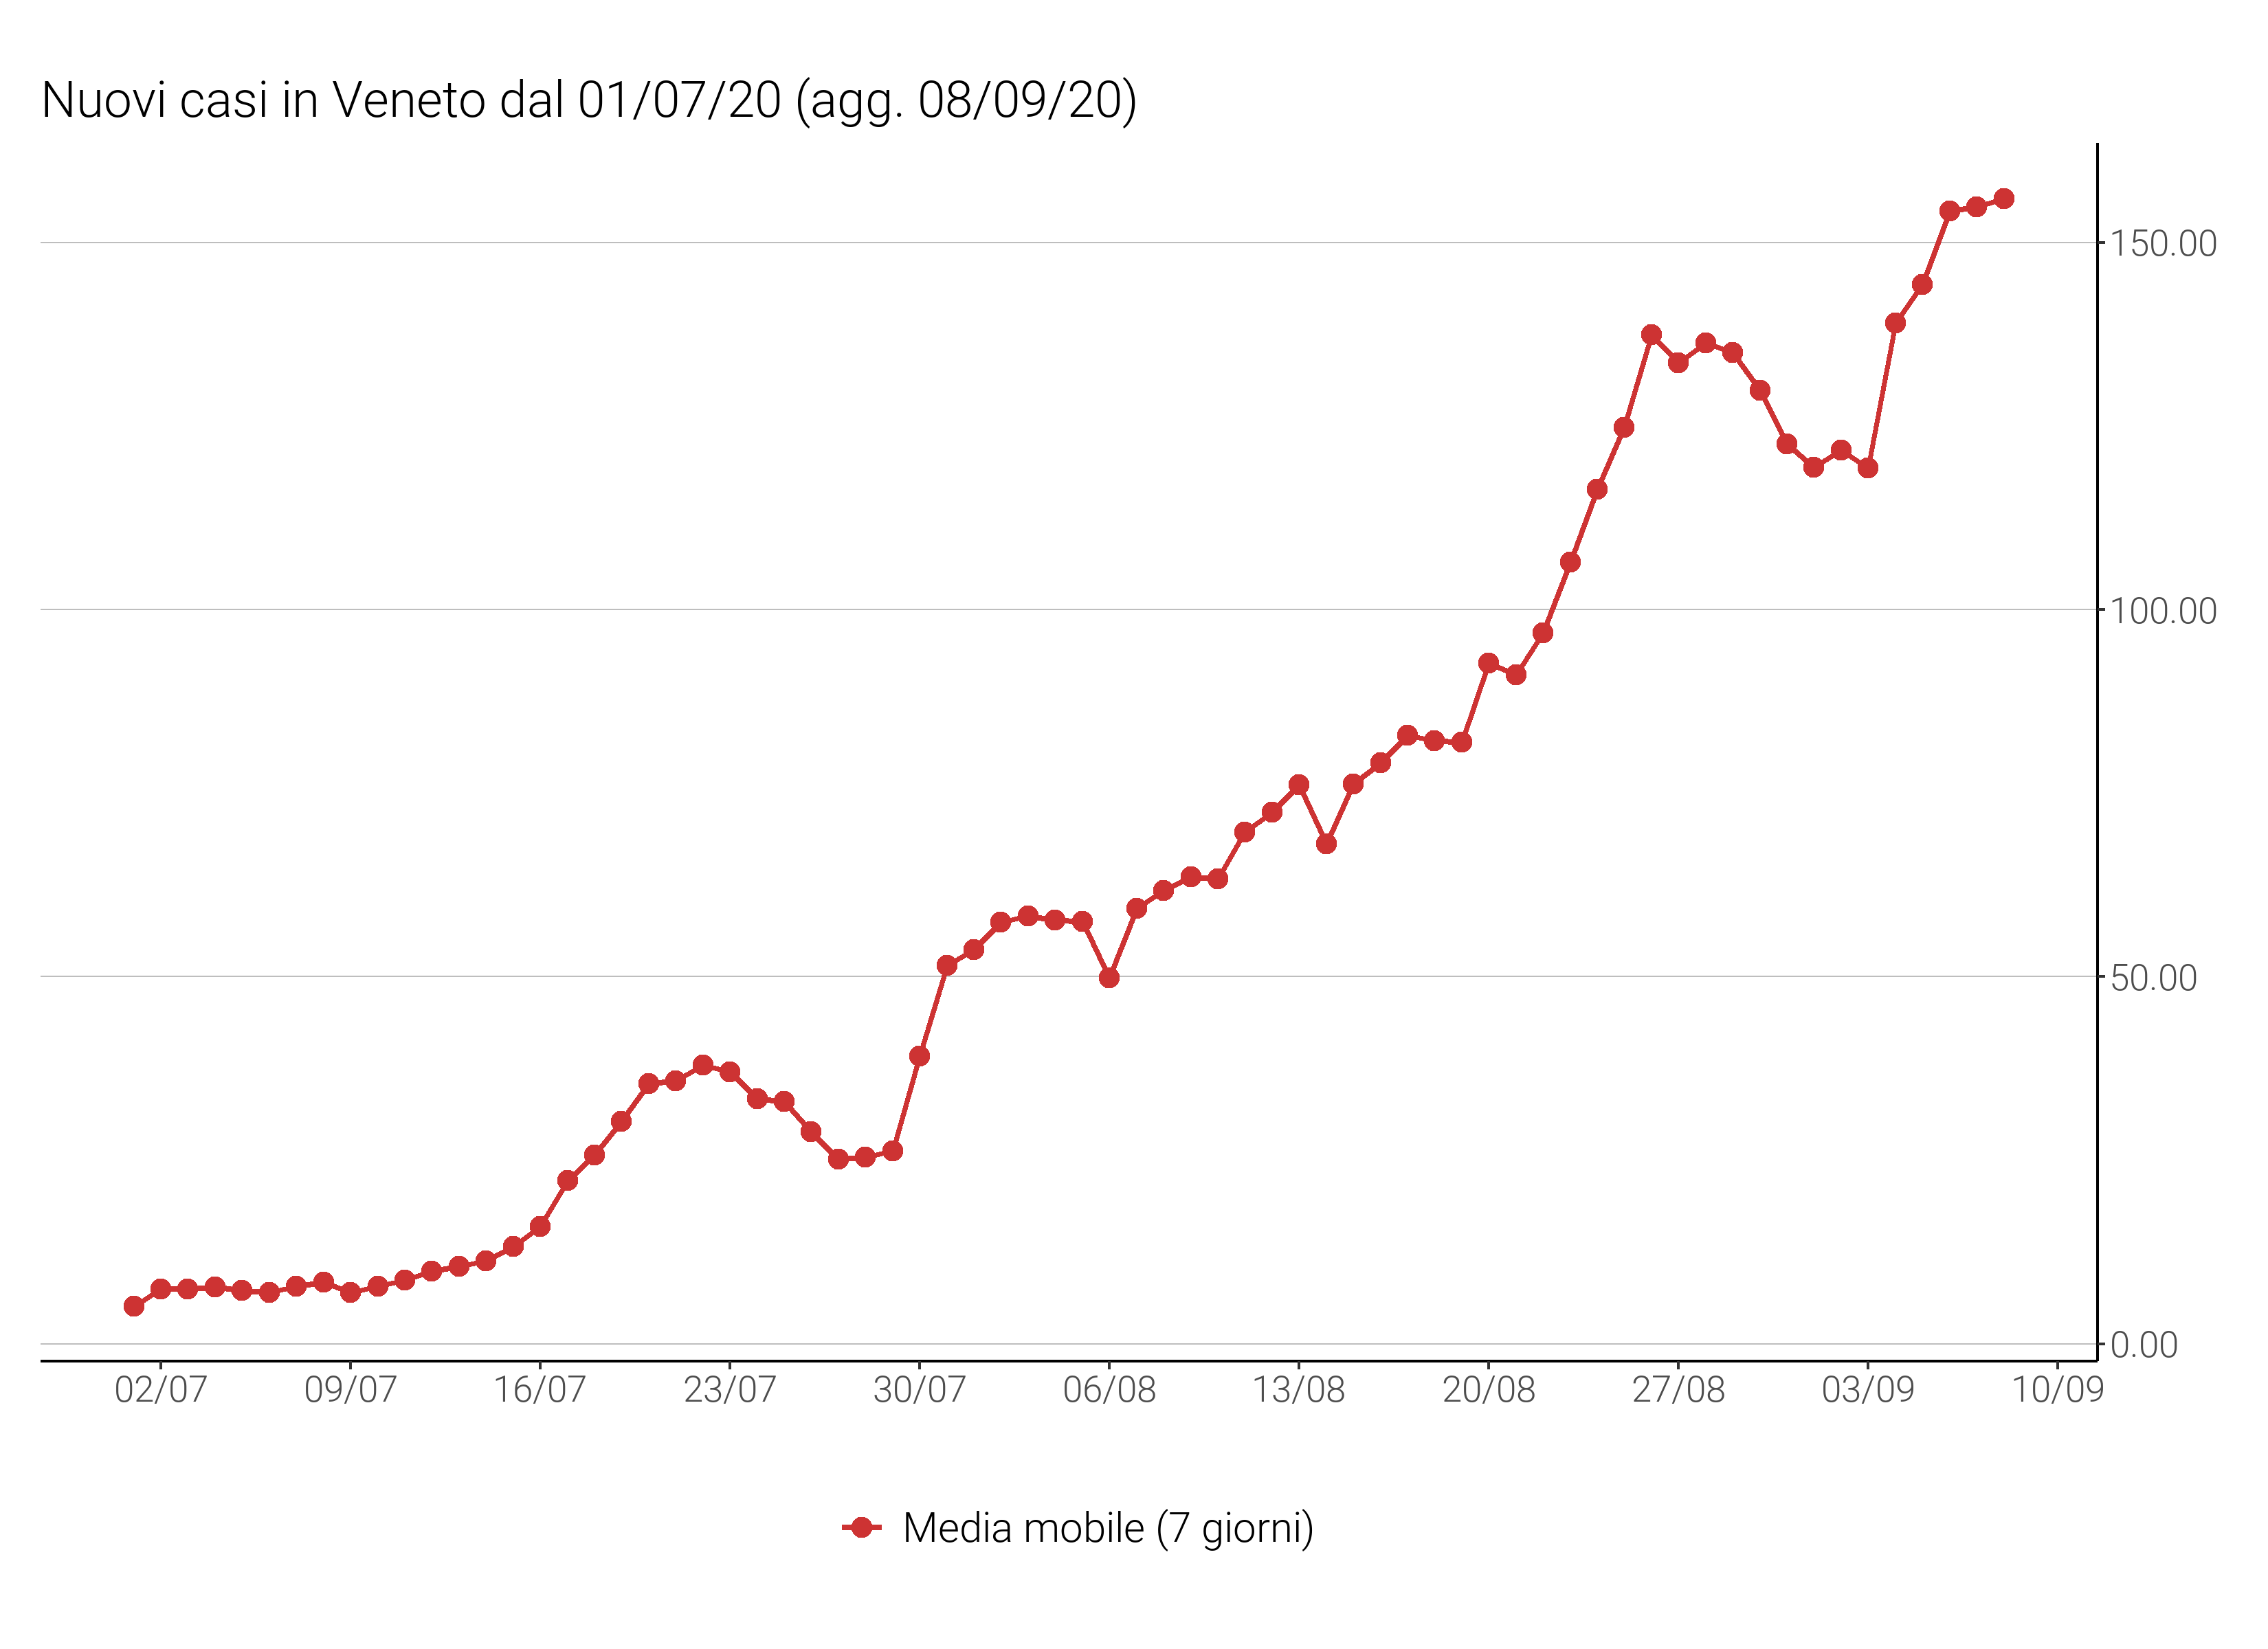 Nuovi casi in Veneto dal 01/07/20 (agg. 08/09/20)
150.00
100.00
50.00
0.00
02/07 09/07 16/07 23/07 30/07 06/08 13/08 20/08 27/08 03/09 10/09
Media mobile (7 giorni)